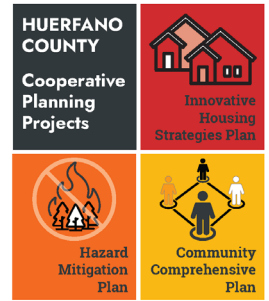 HUERFANO
COUNTY
Cooperative
Planning
Projects
Innovative
Housing
Strategies Plan
Hazard
Mitigation
Plan
Community
Comprehensive
Plan